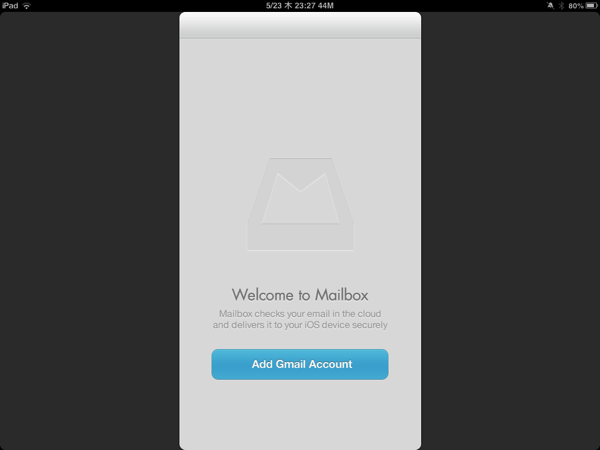 iPad
5/23 木 23:27 44M
80%
Welcome to Mailbox
Mailbox checks your email in the cloud
and delivers it to your iOS device securely
Add Gmail Account